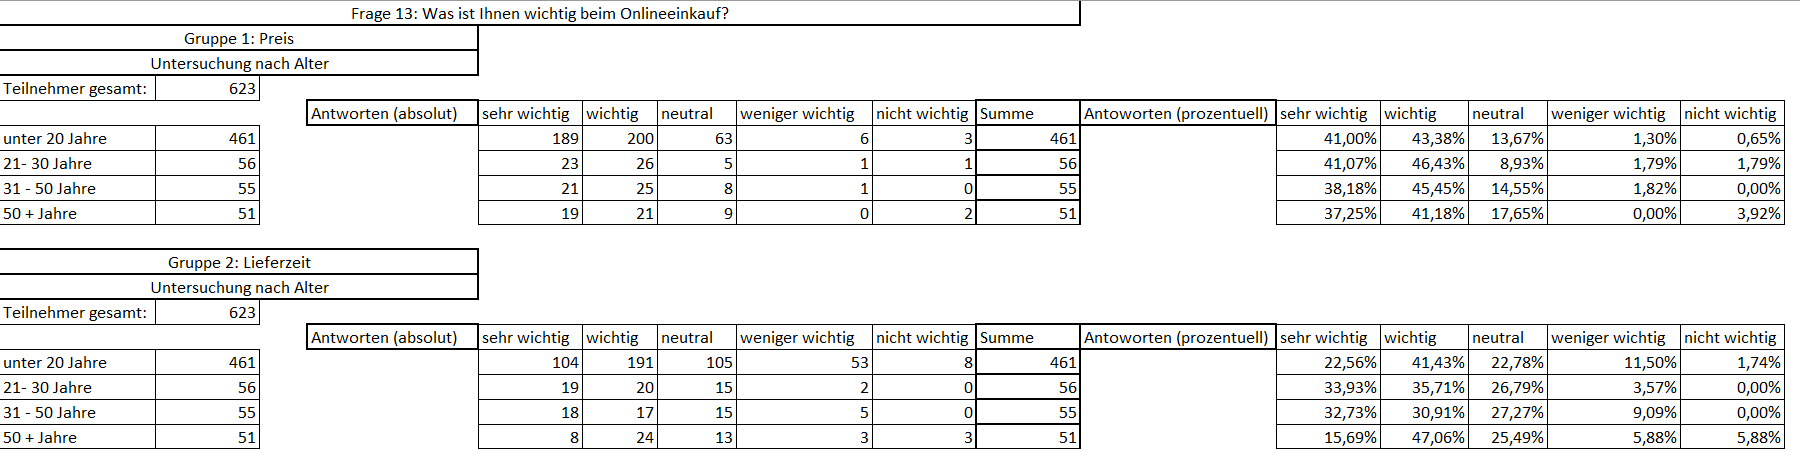 Frage 13: Was ist Ihnen wichtig beim Onlineeinkauf?
Gruppe 1: Preis
Untersuchung nach Alter
Teilnehmer gesamt: 623
Antworten (absolut) sehr wichtig wichtig neutral weniger wichtig nicht wichtig Summe Antoworten (prozentuell) sehr wichtig wichtig neutral weniger wichtig nicht wichtig
unter 20 Jahre 461 189 200 63 6 3 461 41,00% 43,38% 13,67% 1,30% 0,65%
21- 30 Jahre 56 23 26 5 1 1 56 41,07% 46,43% 8,93% 1,79% 1,79%
31 - 50 Jahre 55 21 25 8 1 0 55 38,18% 45,45% 14,55% 1,82% 0,00%
50 + Jahre 51 19 21 9 0 2 51 37,25% 41,18% 17,65% 0,00% 3,92%
Gruppe 2: Lieferzeit
Untersuchung nach Alter
Teilnehmer gesamt: 623
Antworten (absolut) sehr wichtig wichtig neutral weniger wichtig nicht wichtig Summe Antoworten (prozentuell) sehr wichtig wichtig neutral weniger wichtig nicht wichtig
unter 20 Jahre 461 104 191 105 53 8 461 22,56% 41,43% 22,78% 11,50% 1,74%
21- 30 Jahre 56 19 20 15 2 0 56 33,93% 35,71% 26,79% 3,57% 0,00%
31 - 50 Jahre 55 18 17 15 5 0 55 32,73% 30,91% 27,27% 9,09% 0,00%
50 + Jahre 51 8 24 13 3 3 51 15,69% 47,06% 25,49% 5,88% 5,88%